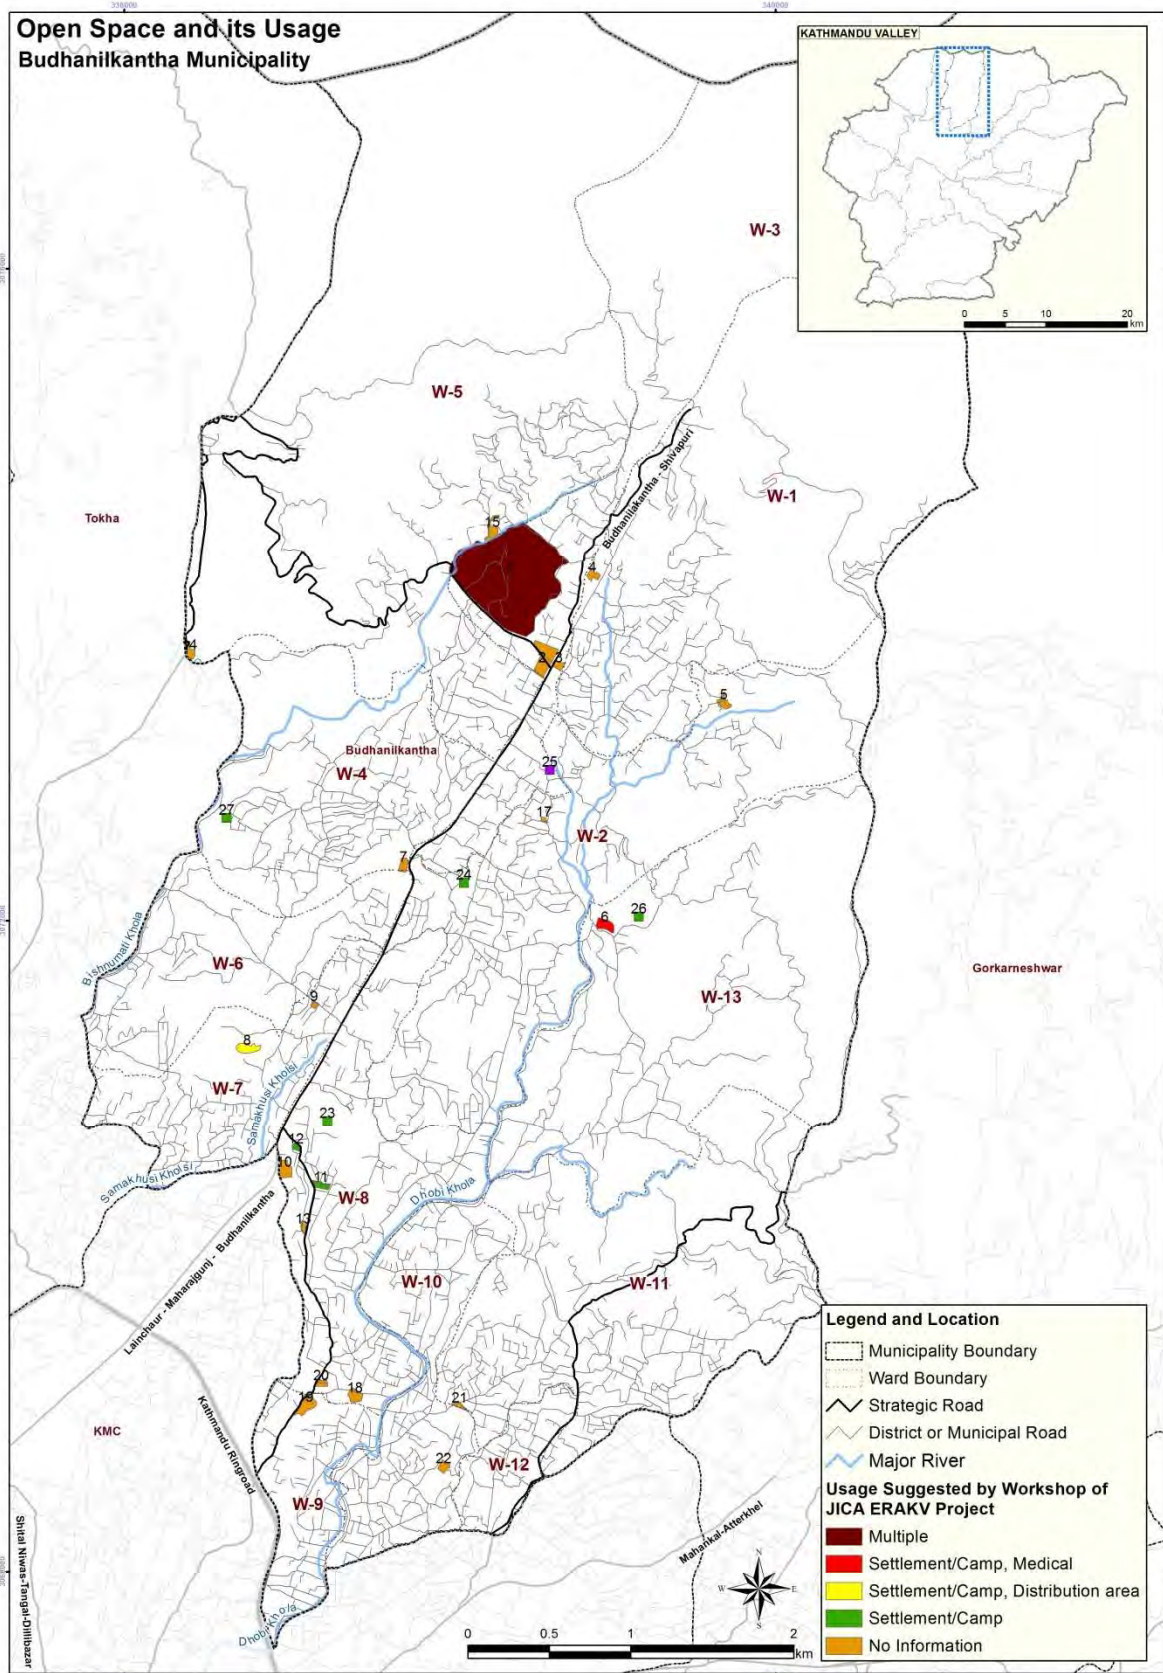 Open Space and its Usage
Budhanilkantha Municipality
KATHMANDU VALLEY
0 5 10 20
km
W-3
W-5
W-1
Budhanilakantha - Shivapuri
Tokha
15
4
2 3
5
Budhanilkantha
W-4
25
27
17
W-2
7
24
26
6
Bishnumati Khola
W-6
Gorkarneshwar
W-13
9
8
W-7
Samakhusi Kholsi
23
12
10
Samakhusi Kholsi
11
W-8
Dhobi Khola
13
Lainchaur - Maharajgunj - Budhanilkantha
W-10
W-11
20
18
19
21
Kathmandu Ringroad
KMC
22
W-12
W-9
Shital Niwas-Tangal-Dillibazar
Mahankal-Atterkhel
Dhobi Khola
N
W E
S
0 0.5 1 2
km
Legend and Location
Municipality Boundary
Ward Boundary
Strategic Road
District or Municipal Road
Major River
Usage Suggested by Workshop of
JICA ERAKV Project
Multiple
Settlement/Camp, Medical
Settlement/Camp, Distribution area
Settlement/Camp
No Information